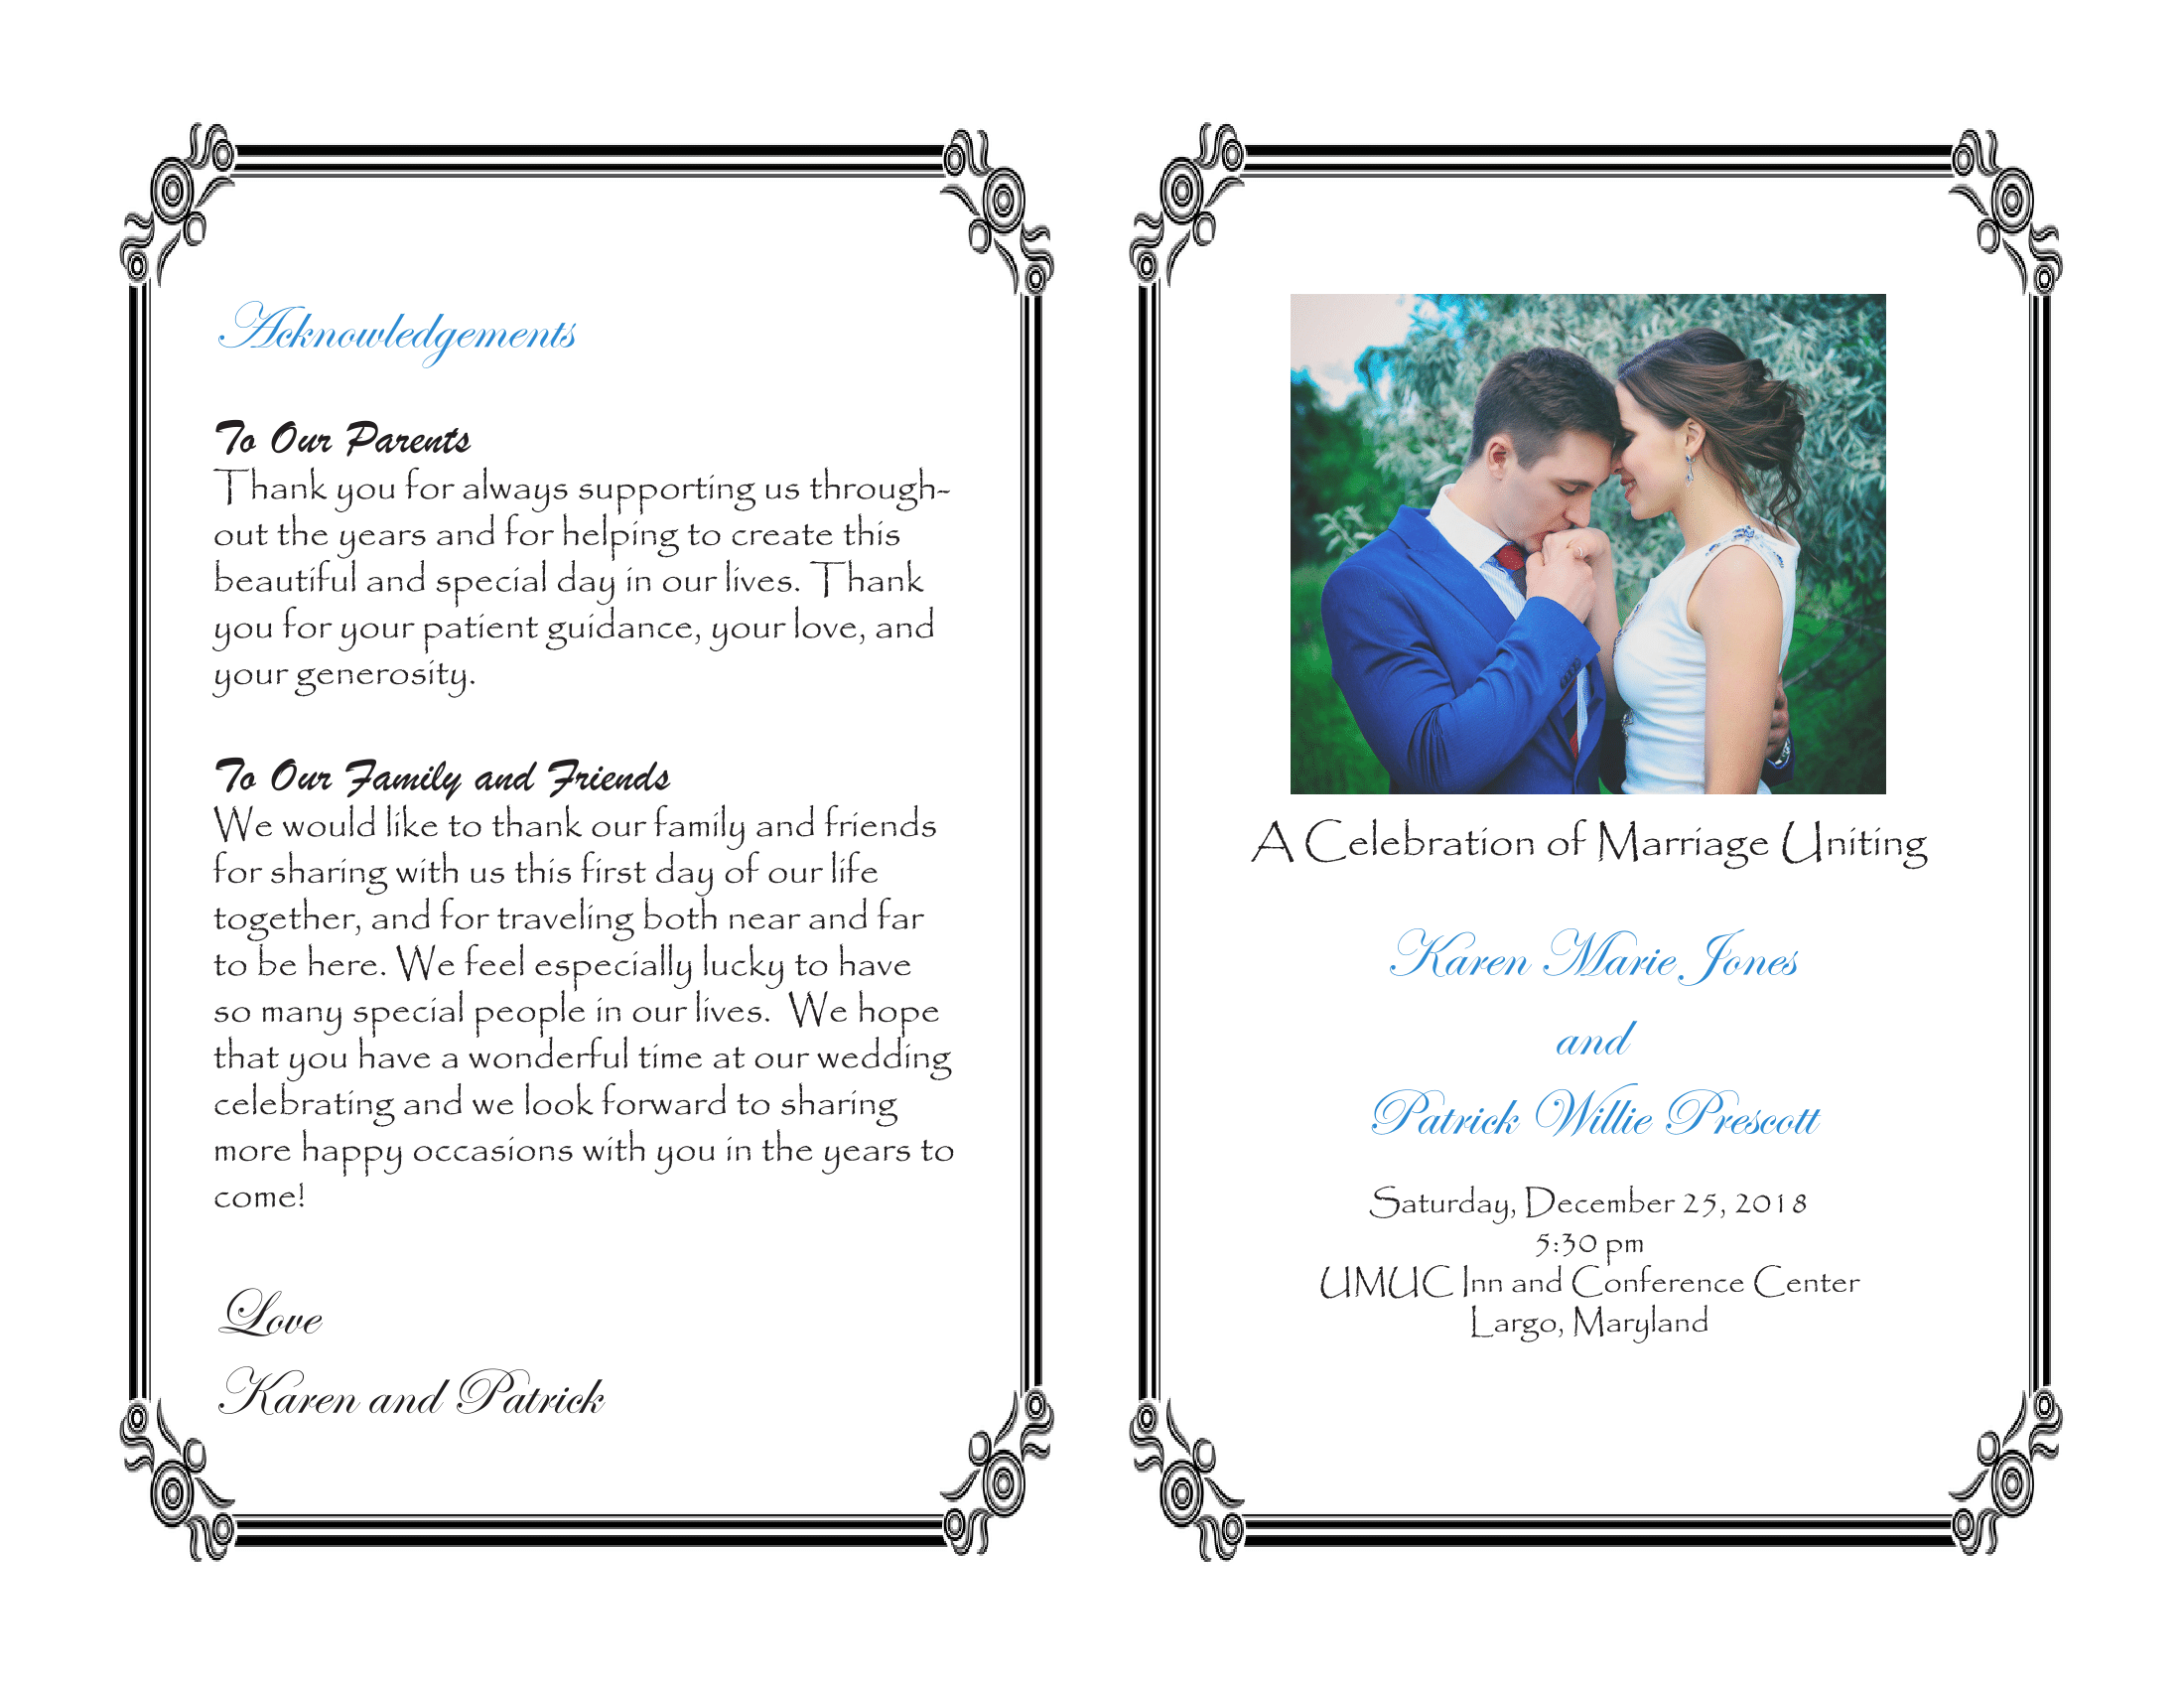 Acknowledgements
To Our Parents
Thank you for always supporting us through-
out the years and for helping to create this
beautiful and special day in our lives. Thank
you for your patient guidance, your love, and
your generosity.
To Our Family and Friends
We would like to thank our family and friends
for sharing with us this first day of our life
together, and for traveling both near and far
to be here. We feel especially lucky to have
so many special people in our lives.  We hope
that you have a wonderful time at our wedding
celebrating and we look forward to sharing
more happy occasions with you in the years to
come!
Love
Karen and Patrick
A Celebration of Marriage Uniting
Karen Marie Jones
and
Patrick Willie Prescott
Saturday, December 25, 2018
5:30 pm
UMUC Inn and Conference Center
Largo, Maryland